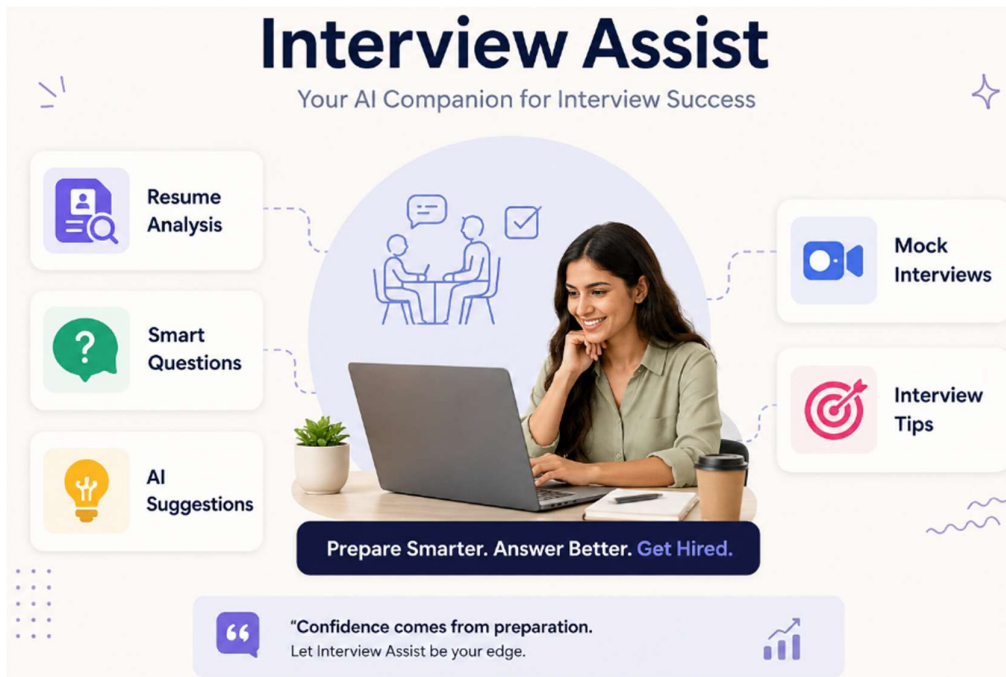 Interview Assist
Your AI Companion for Interview Success
Resume
Analysis
Smart
Questions
AI
Suggestions
Mock
Interviews
Interview
Tips
Prepare Smarter. Answer Better. Get Hired.
"Confidence comes from preparation.
Let Interview Assist be your edge.